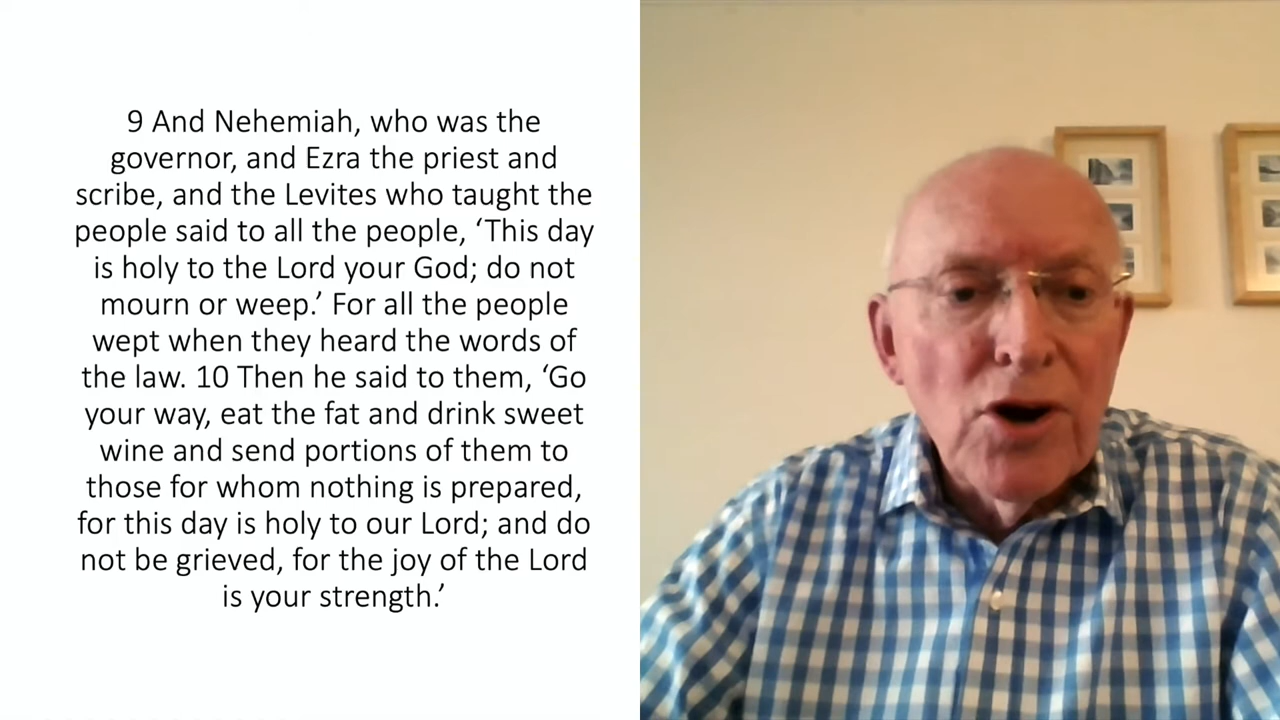 9 And Nehemiah, who was the
governor, and Ezra the priest and
scribe, and the Levites who taught the
people said to all the people, ‘This day
is holy to the Lord your God; do not
mourn or weep.’ For all the people
wept when they heard the words of
the law. 10 Then he said to them, ‘Go
your way, eat the fat and drink sweet
wine and send portions of them to
those for whom nothing is prepared,
for this day is holy to our Lord; and do
not be grieved, for the joy of the Lord
is your strength.’